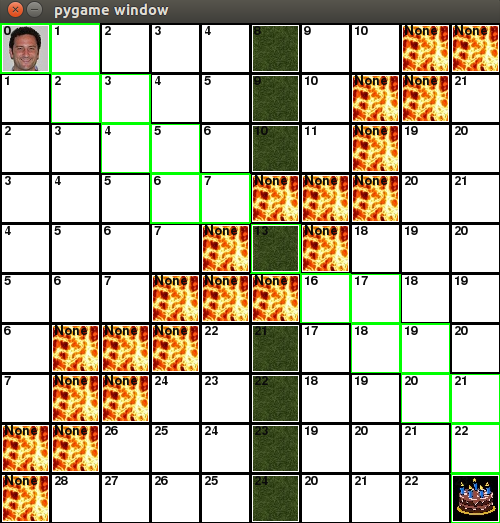 pygame window
0 1 2 3 4 8 9 10 None None
1 2 3 4 5 9 10 None None 21
2 3 4 5 6 10 11 None 19 20
3 4 5 6 7 None None None 20 21
4 5 6 7 None 13 None 18 19 20
5 6 7 None None None 16 17 18 19
6 None None None 22 21 17 18 19 20
7 None None 24 23 22 18 19 20 21
None None 26 25 24 23 19 20 21 22
None 28 27 26 25 24 20 21 22